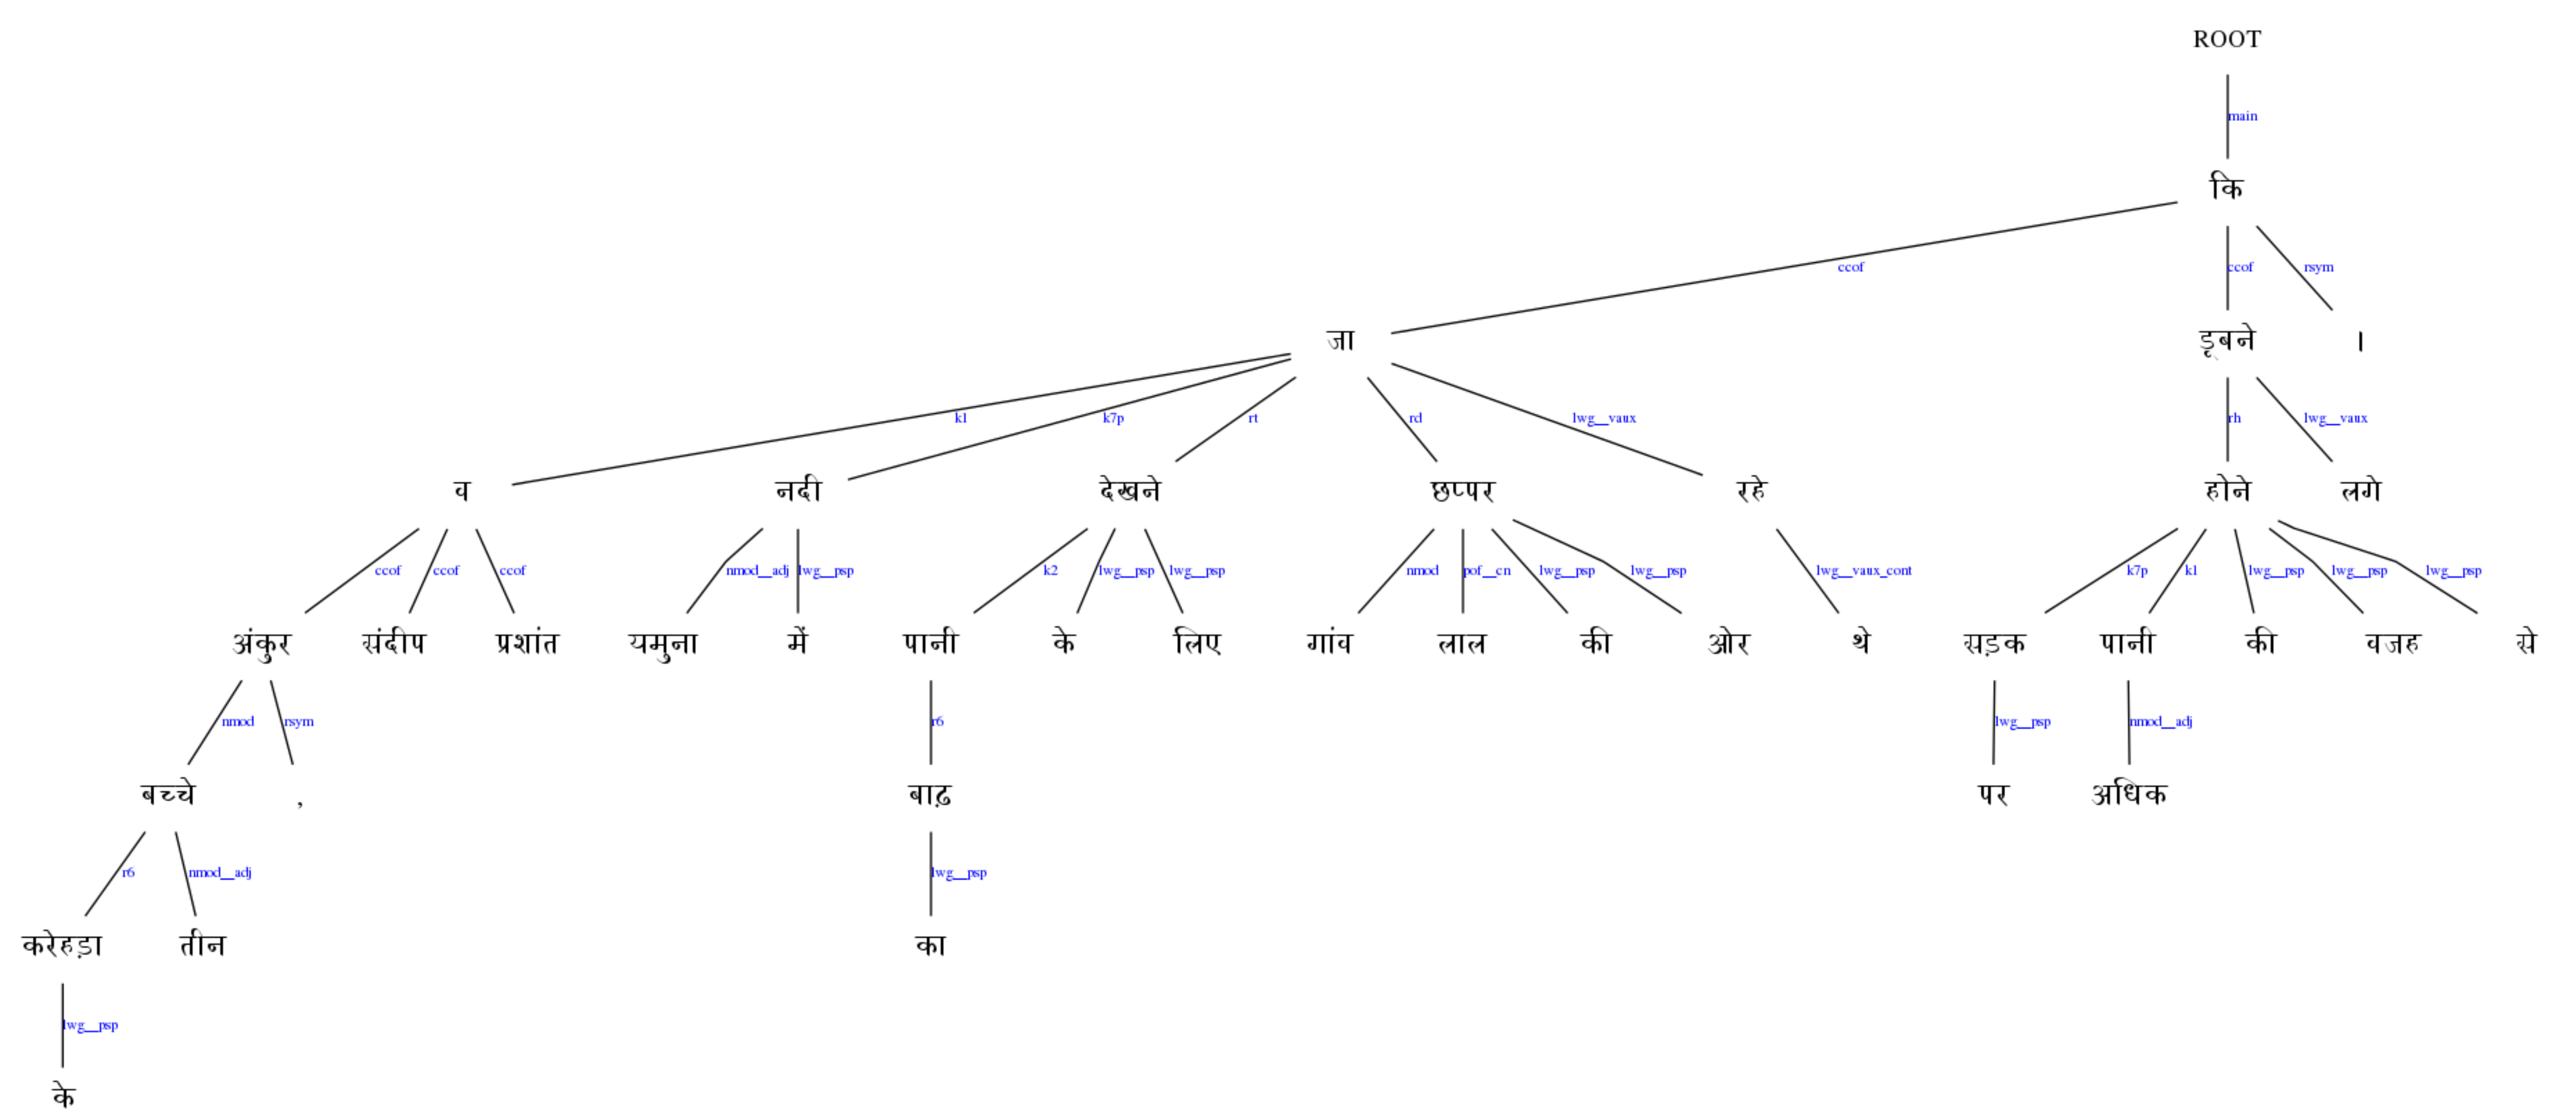 ROOT
main
कि
ccof ccof rsym
जा डूबने ।
k1 k7p rt rd lwg__vaux rh lwg__vaux
व नदी देखने छप्पर रहे होने लगे
ccof ccof ccof nmod__adj lwg__psp k2 lwg__psp lwg__psp nmod pof__cn lwg__psp lwg__psp lwg__vaux_cont k7p k1 lwg__psp lwg__psp lwg__psp
अंकुर संदीप प्रशांत यमुना में पानी के लिए गांव लाल की ओर थे सड़क पानी की वजह से
nmod rsym r6 lwg__psp nmod__adj
बच्चे , बाढ़ पर अधिक
r6 nmod__adj lwg__psp
करेहड़ा तीन का
lwg__psp
के